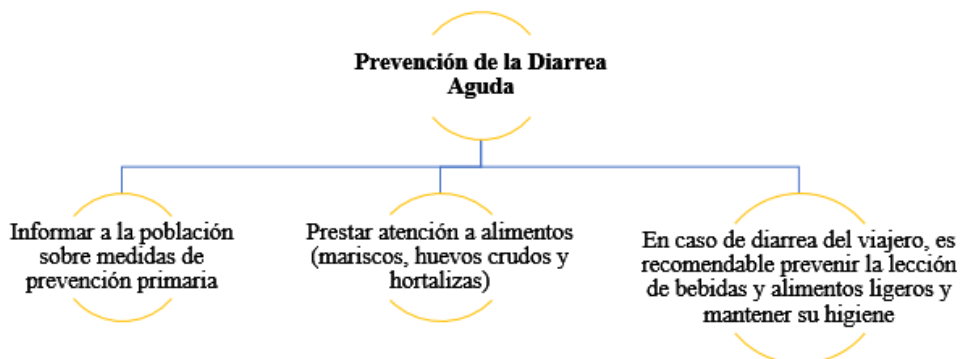 Prevención de la Diarrea
Aguda
Informar a la población
sobre medidas de
prevención primaria
Prestar atención a alimentos
(mariscos, huevos crudos y
hortalizas)
En caso de diarrea del viajero, es
recomendable prevenir la lección
de bebidas y alimentos ligeros y
mantener su higiene